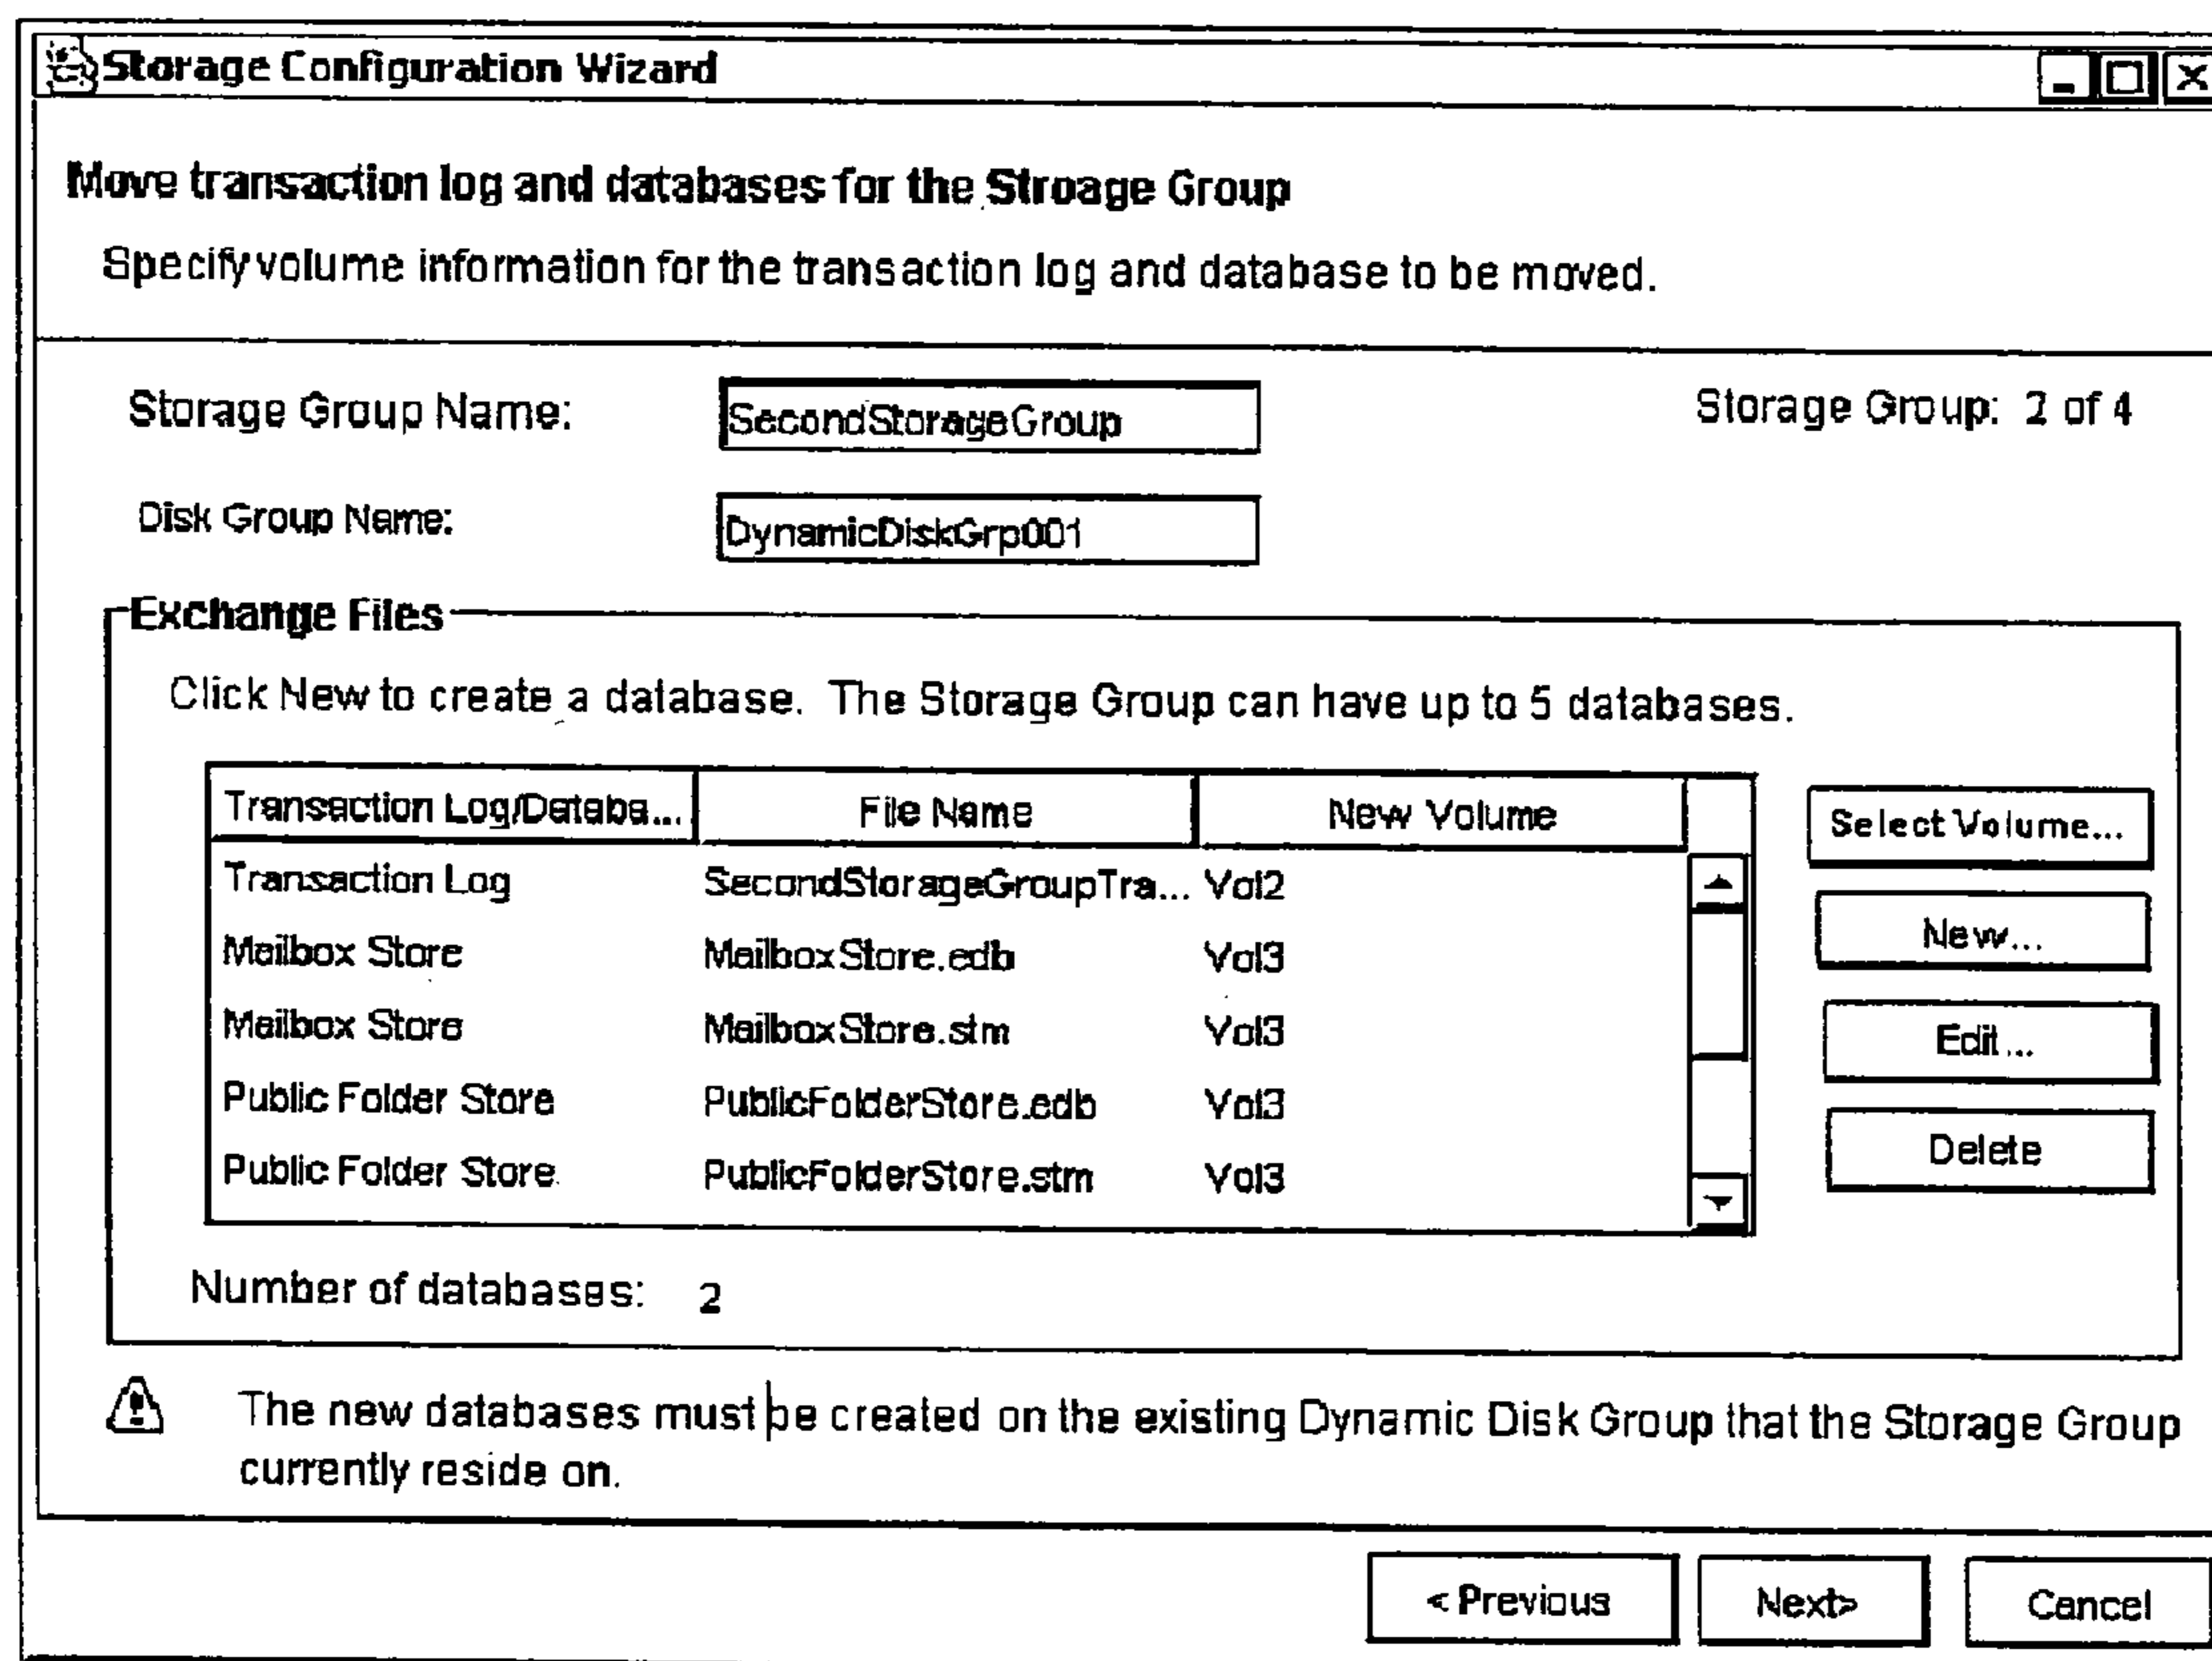 Storage Configuration Wizard
Move transaction log and databases for the Stroage Group
Specify volume information for the transaction log and database to be moved.
Storage Group Name: SecondStorageGroup Storage Group: 2 of 4
Disk Group Name: DynamicDiskGrp001
Exchange Files
Click New to create a database. The Storage Group can have up to 5 databases.
Transaction Log/Databa... File Name New Volume Select Volume...
Transaction Log SecondStorageGroupTra... Vol2
Mailbox Store MailboxStore.edb Vol3 New...
Mailbox Store MailboxStore.stm Vol3 Edit...
Public Folder Store PublicFolderStore.edb Vol3
Public Folder Store PublicFolderStore.stm Vol3 Delete
Number of databases: 2
The new databases must be created on the existing Dynamic Disk Group that the Storage Group
currently reside on.
< Previous Next> Cancel